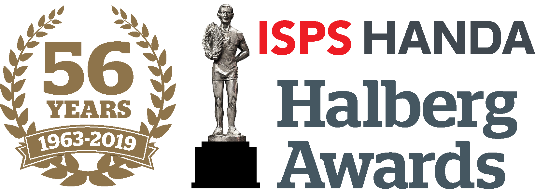 56
YEARS
1963-2019
ISPS HANDA
Halberg
Awards